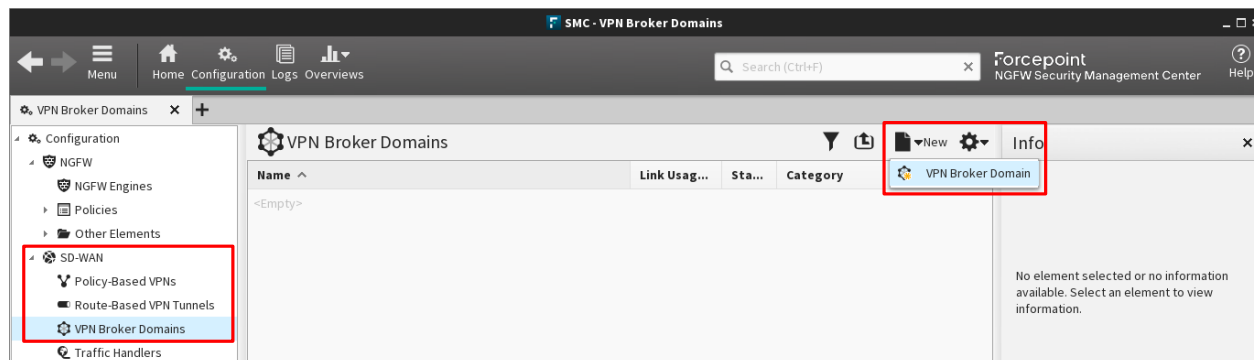 SMC - VPN Broker Domains
Menu
Home Configuration Logs Overviews
Search (Ctrl+F)
Forcepoint
NGFW Security Management Center
Help
VPN Broker Domains
Configuration
NGFW
NGFW Engines
Policies
Other Elements
SD-WAN
Policy-Based VPNs
Route-Based VPN Tunnels
VPN Broker Domains
Traffic Handlers
VPN Broker Domains
New
VPN Broker Domain
Name Link Usag... Sta... Category
<Empty>
Info
No element selected or no information
available. Select an element to view
information.